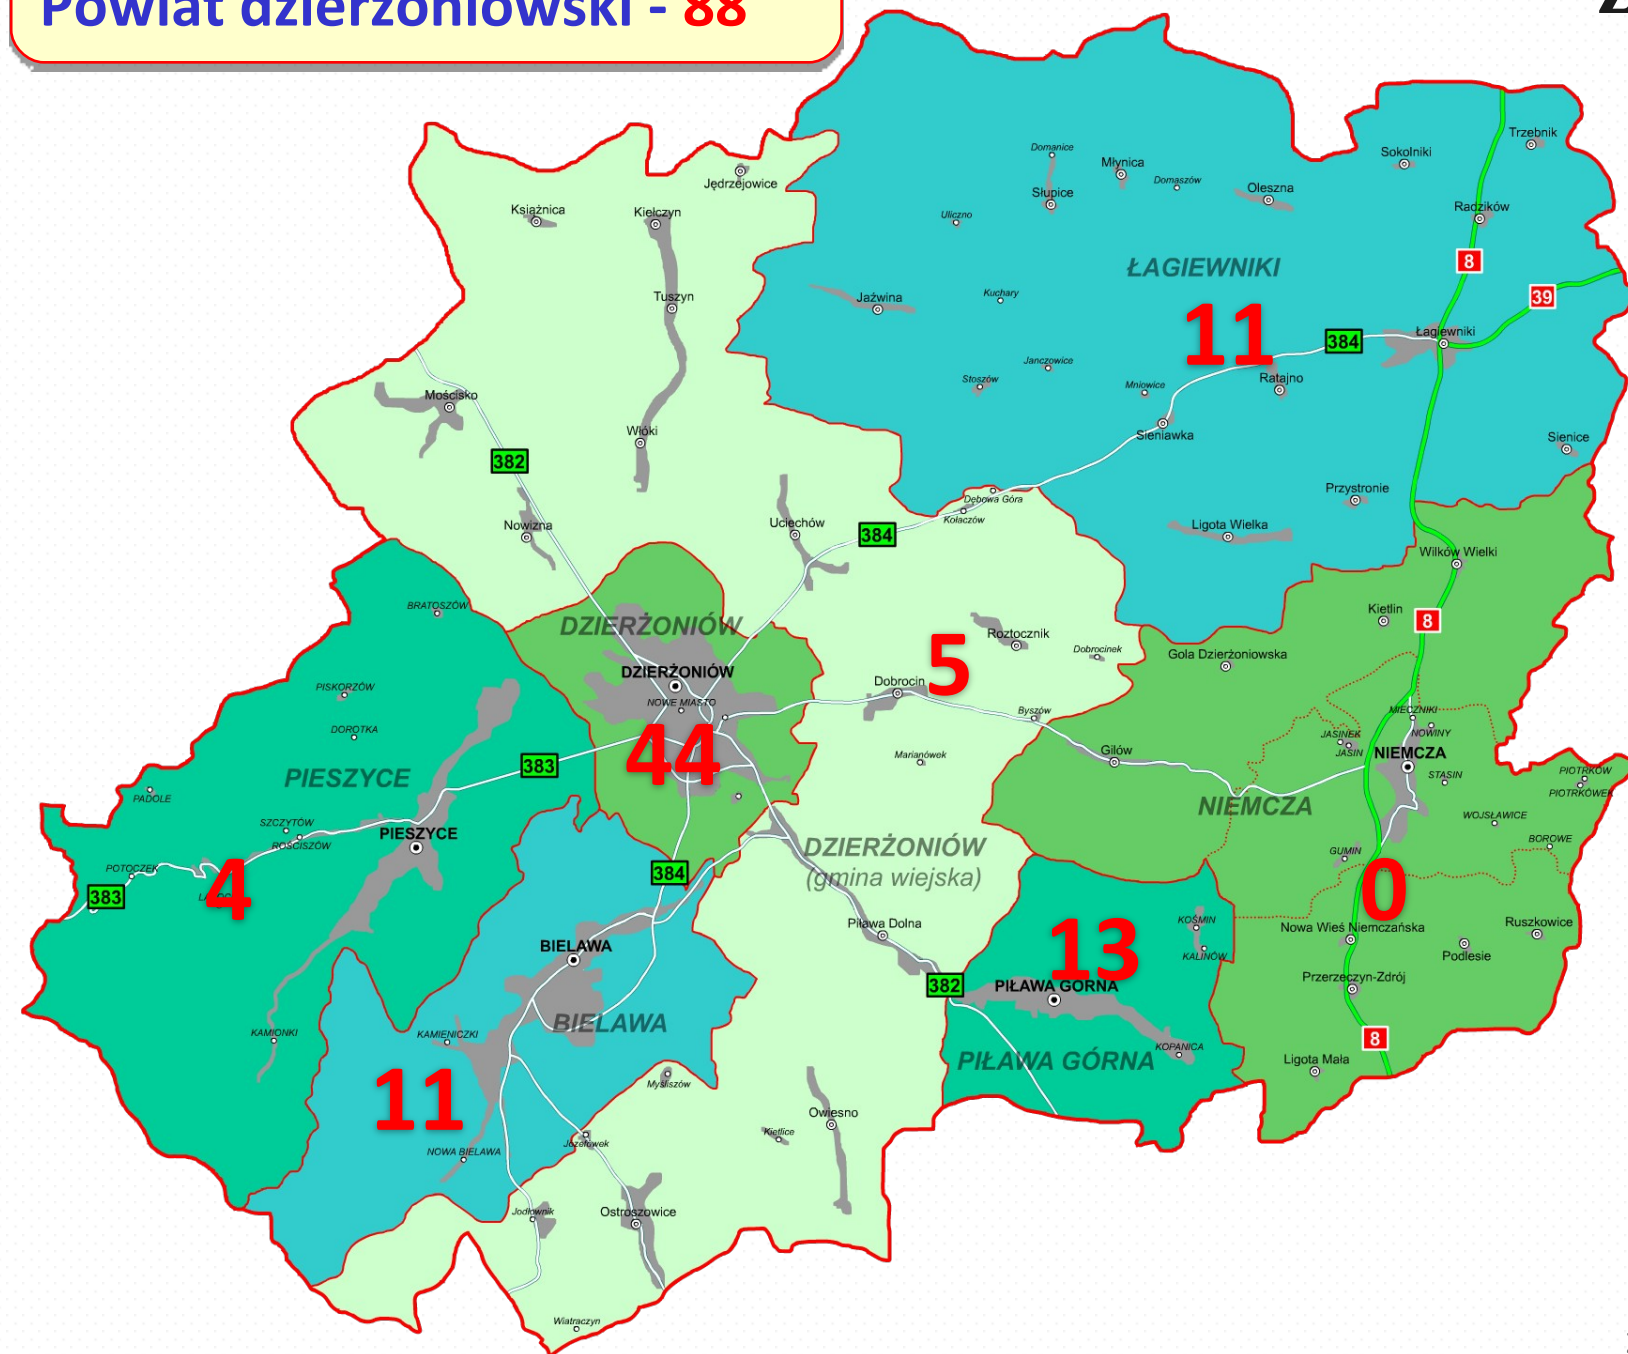 Powiat dzierżoniowski - 88
Trzebnik
Domanice
Sokolniki
Młynica
Jędrzejowice
Domaszów
Oleszna
Słupice
Radzików
Książnica
Kiełczyn
Uliczno
8
ŁAGIEWNIKI
Tuszyn
Jaźwina
Kuchary
39
11
384
Łagiewniki
Janczowice
Stoszów
Mniowice
Ratajno
Mościsko
Włóki
Sieniawka
Sienice
382
Przystronie
Dębowa Góra
Kołaczów
Nowizna
Uciechów
384
Ligota Wielka
Wilków Wielki
BRATOSZÓW
Kietlin
8
DZIERŻONIÓW
Roztocznik
Dobrocinek
Gola Dzierżoniowska
5
DZIERŻONIÓW
PISKORZÓW
NOWE MIASTO
Dobrocin
Byszów
MIECZNIKI
DOROTKA
JASINEK
NOWINY
44
Marianówek
Gilów
JASIN
NIEMCZA
383
PIESZYCE
STASIN
PIOTRKÓW
PIOTRKÓWEK
PADOLE
NIEMCZA
WOJSŁAWICE
SZCZYTÓW
PIESZYCE
ROŚCISZÓW
DZIERŻONIÓW
(gmina wiejska)
BOROWE
GUMIN
POTOCZEK
384
383
4
0
Piława Dolna
KOŚMIN
Nowa Wieś Niemczańska
Ruszkowice
BIELAWA
13
KALINÓW
Podlesie
382
PIŁAWA GÓRNA
Przerzeczyn-Zdrój
KAMIONKI
KAMIENICZKI
BIELAWA
8
KOPANICA
PIŁAWA GÓRNA
Ligota Mała
Myśliszów
11
Owiesno
Kietlice
Józefówek
NOWA BIELAWA
Jodłownik
Ostroszowice
Wiatraczyn